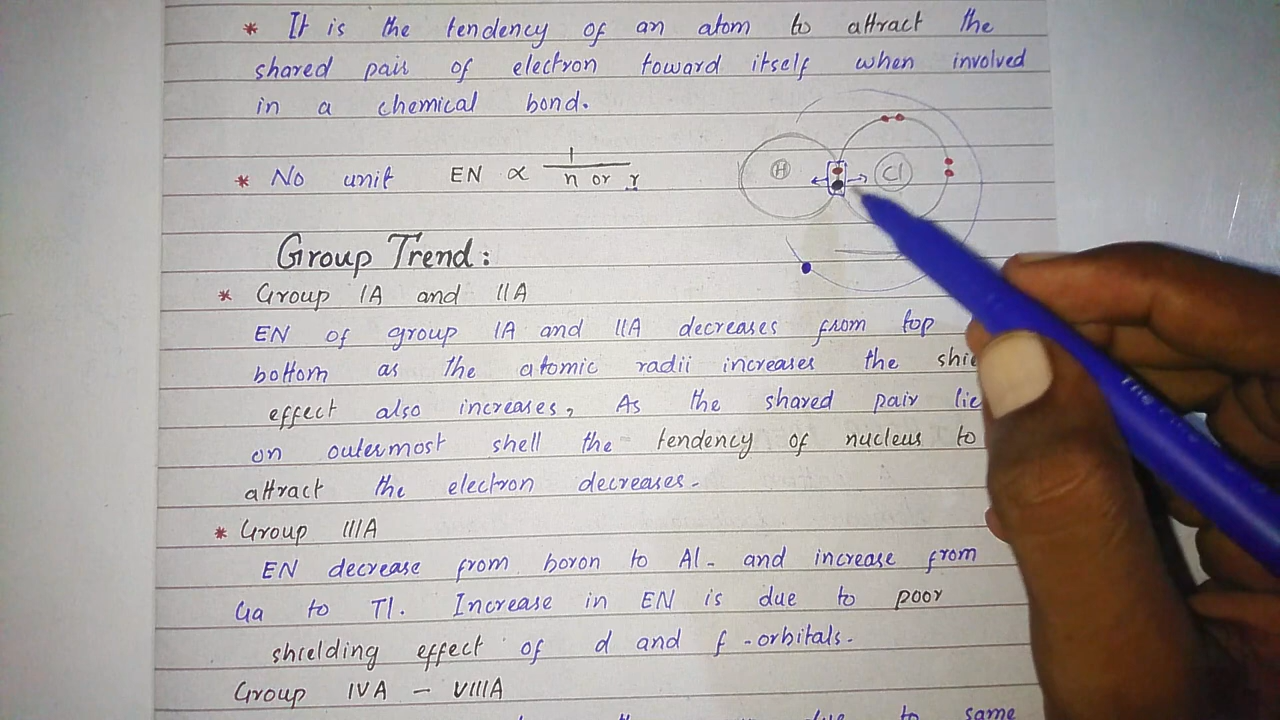 * It is the tendency of an atom to attract the
shared pair of electron toward itself when involved
in a chemical bond.
* No unit EN ∝ 1 / n or r
H Cl
Group Trend:
* Group IA and IIA
EN of group IA and IIA decreases from top
bottom as the atomic radii increases the shie
effect also increases, As the shared pair lie
on outermost shell the tendency of nucleus to
attract the electron decreases.
* Group IIIA
EN decrease from boron to Al. and increase from
Ga to Tl. Increase in EN is due to poor
shielding effect of d and f-orbitals.
Group IVA - VIIIA
to same